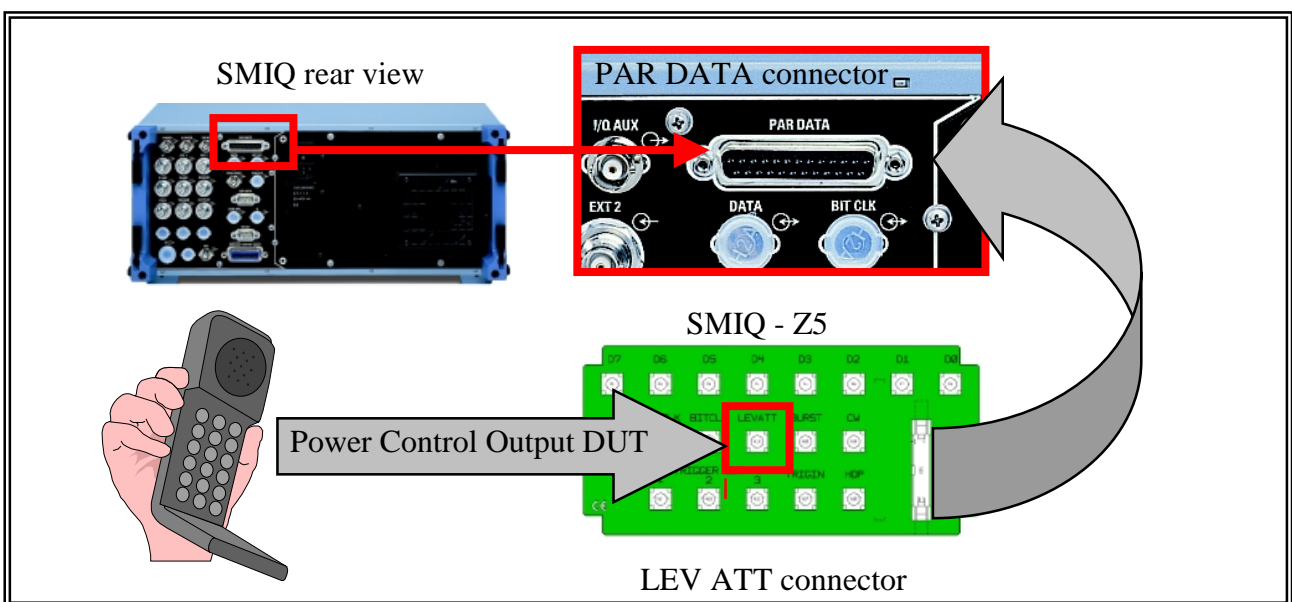 SMIQ rear view
PAR DATA connector
I/Q AUX
PAR DATA
EXT 2
DATA
BIT CLK
SMIQ - Z5
D7 D6 D5 D4 D3 D2 D1 D0
BITCL LEVATT BURST CW
Power Control Output DUT
RIGGER
2 3 TRIGIN HOP
CE
LEV ATT connector